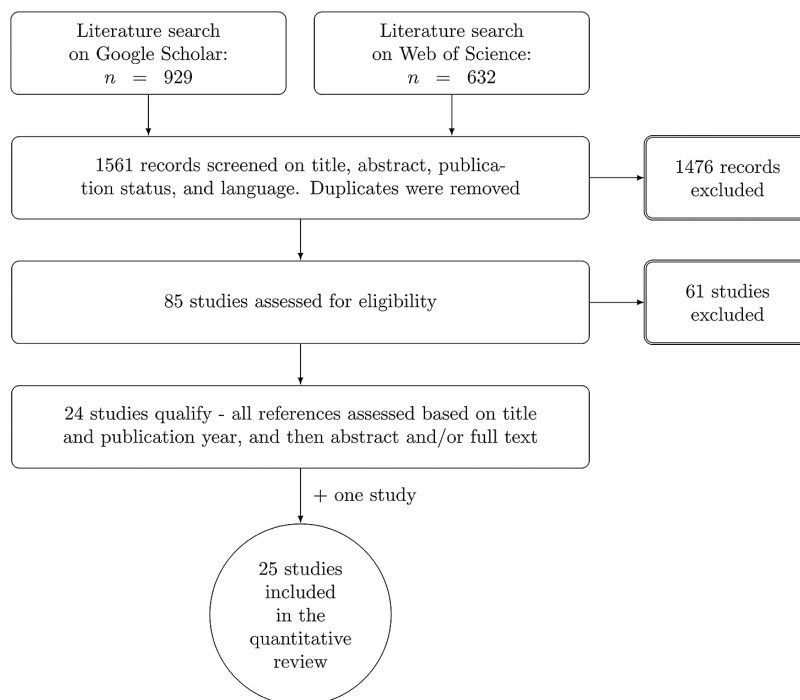 Literature search
on Google Scholar:
n = 929
Literature search
on Web of Science:
n = 632
1561 records screened on title, abstract, publica-
tion status, and language. Duplicates were removed
1476 records
excluded
85 studies assessed for eligibility
61 studies
excluded
24 studies qualify - all references assessed based on title
and publication year, and then abstract and/or full text
+ one study
25 studies
included
in the
quantitative
review